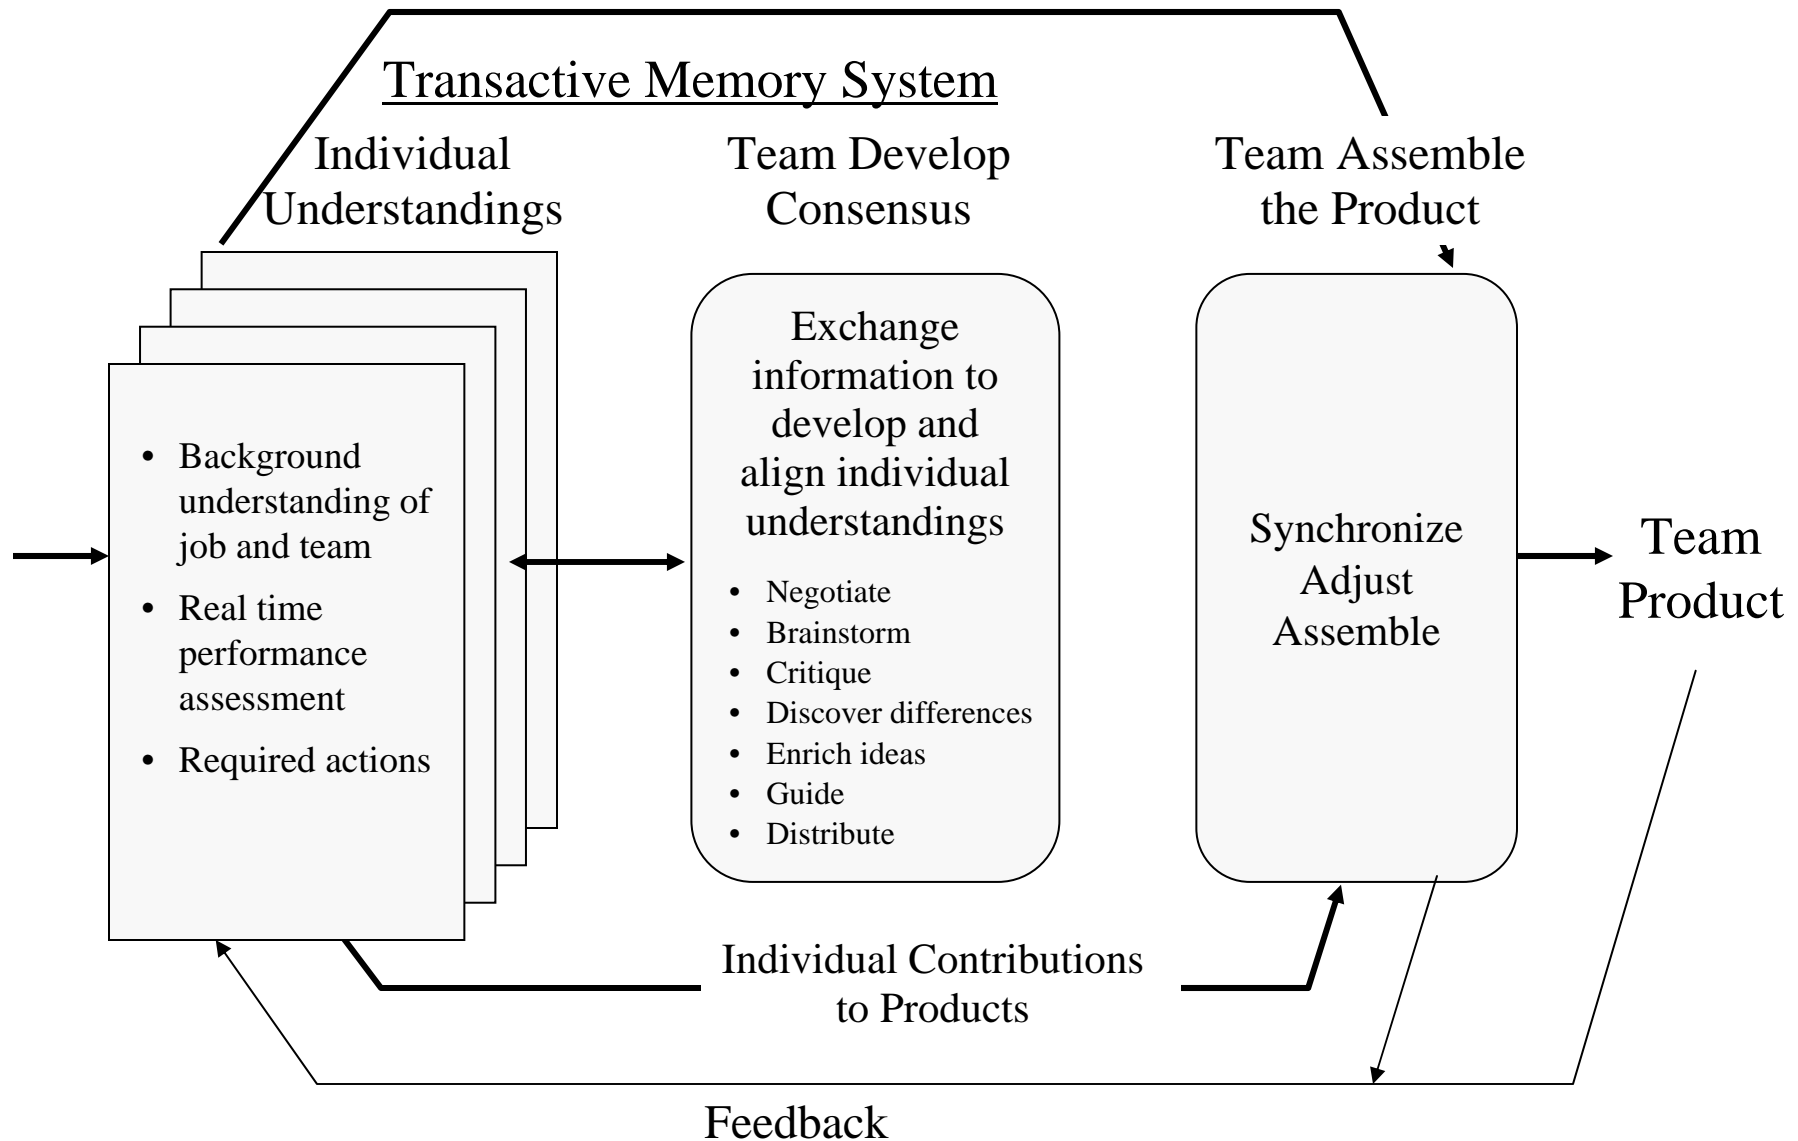 Transactive Memory System
Individual
Understandings
Team Develop
Consensus
Team Assemble
the Product
• Background
understanding of
job and team
• Real time
performance
assessment
• Required actions
Exchange
information to
develop and
align individual
understandings
• Negotiate
• Brainstorm
• Critique
• Discover differences
• Enrich ideas
• Guide
• Distribute
Synchronize
Adjust
Assemble
Team
Product
Individual Contributions
to Products
Feedback